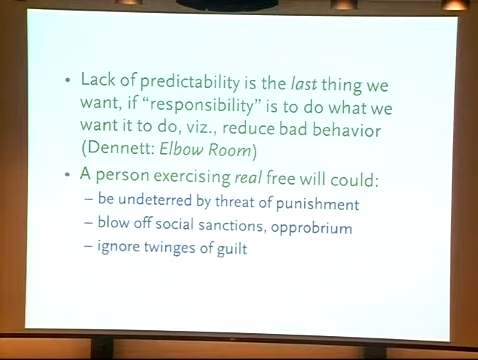 • Lack of predictability is the last thing we
want, if “responsibility” is to do what we
want it to do, viz., reduce bad behavior
(Dennett: Elbow Room)
• A person exercising real free will could:
– be undeterred by threat of punishment
– blow off social sanctions, opprobrium
– ignore twinges of guilt